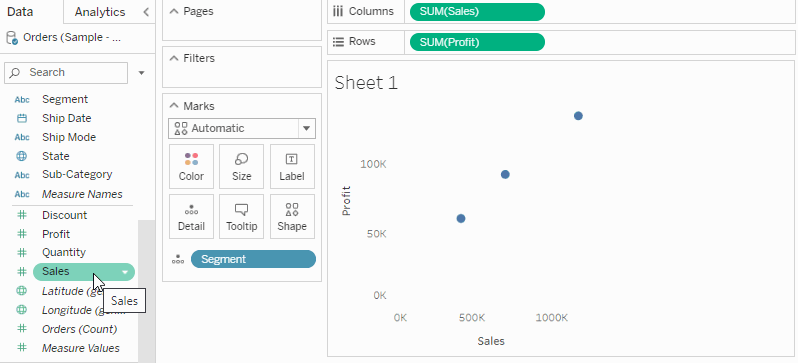 Data
Analytics
Orders (Sample - ...
Search
Abc Segment
Ship Date
Abc Ship Mode
State
Abc Sub-Category
Abc Measure Names
# Discount
# Profit
# Quantity
# Sales
Latitude (ge
Longitude (gen...
Sales
# Orders (Count)
# Measure Values
Pages
Filters
Marks
Automatic
Color
Size
Label
Detail
Tooltip
Shape
Segment
Columns
SUM(Sales)
Rows
SUM(Profit)
Sheet 1
Profit
100K
50K
0K
0K
500K
1000K
Sales